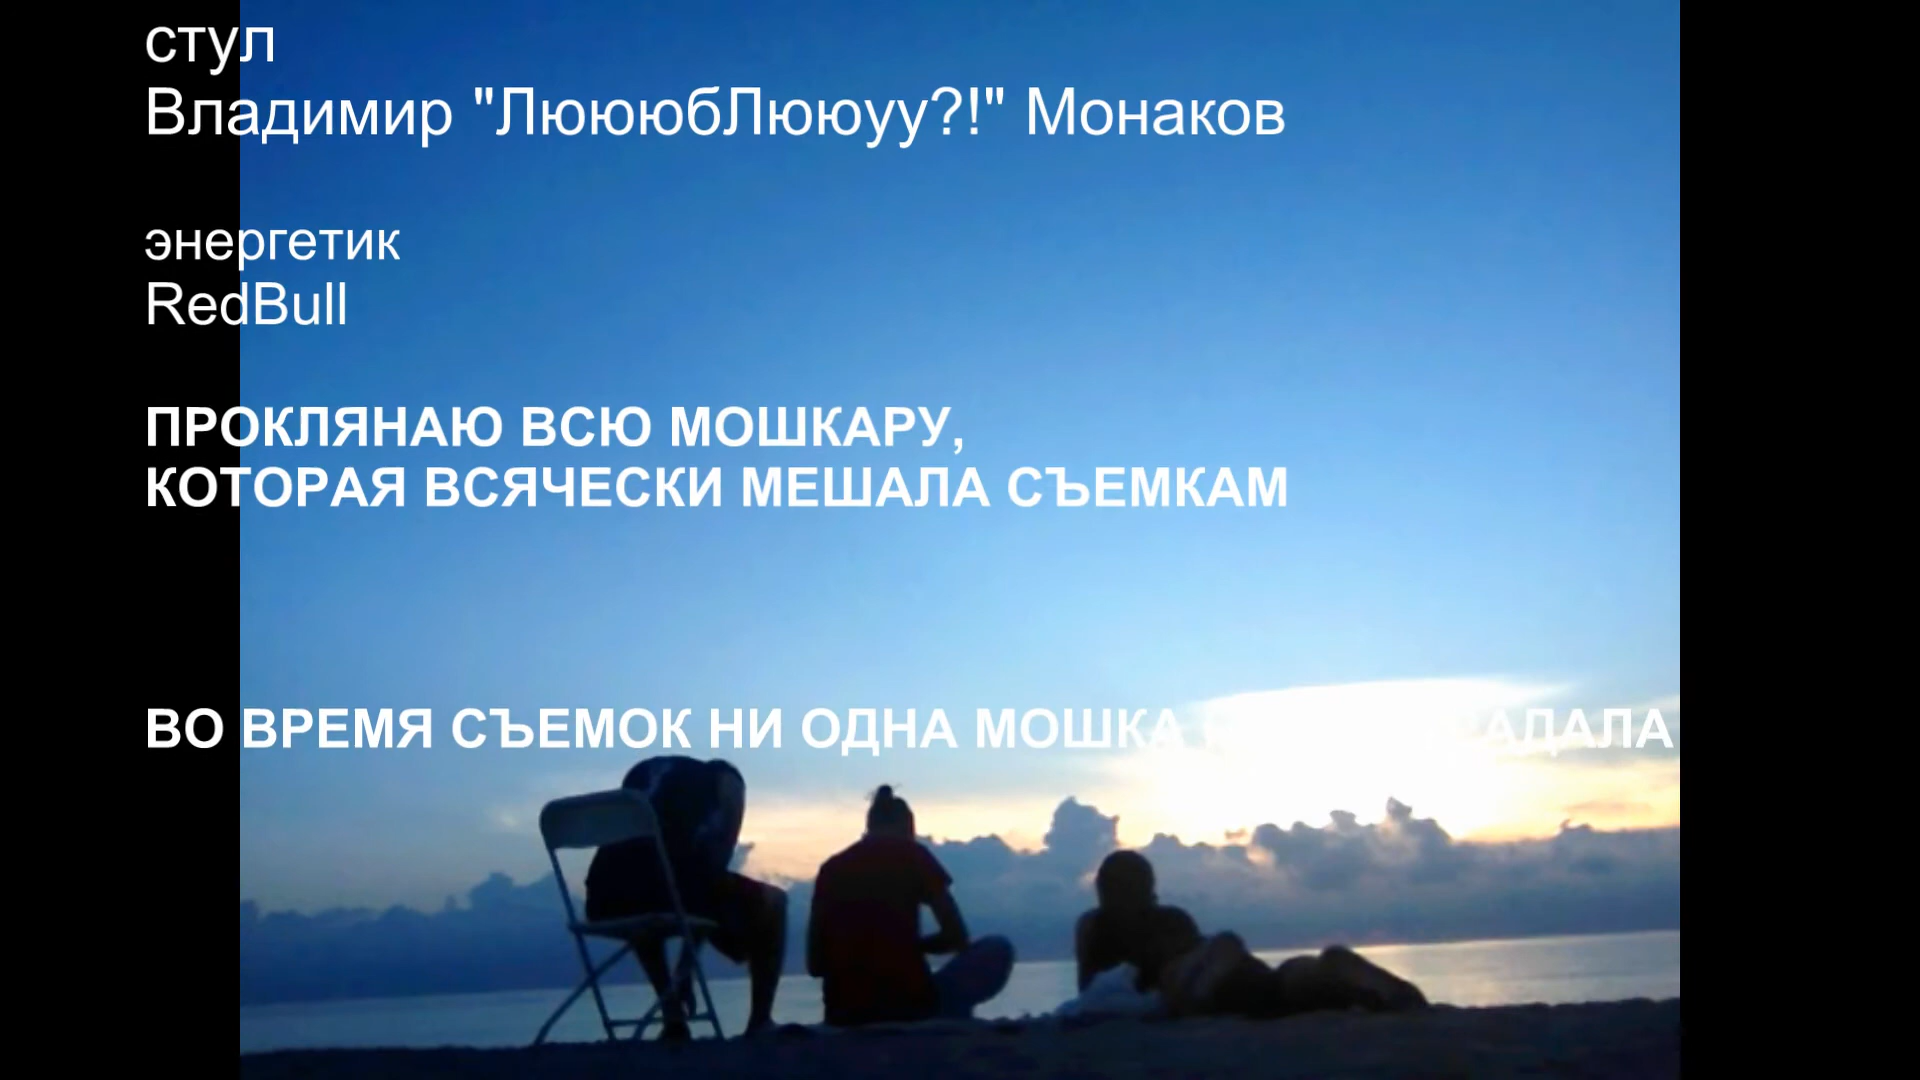 стул
Владимир "ЛюююбЛююуу?!" Монаков
энергетик
RedBull
ПРОКЛЯНАЮ ВСЮ МОШКАРУ,
КОТОРАЯ ВСЯЧЕСКИ МЕШАЛА СЪЕМКАМ
ВО ВРЕМЯ СЪЕМОК НИ ОДНА МОШКА